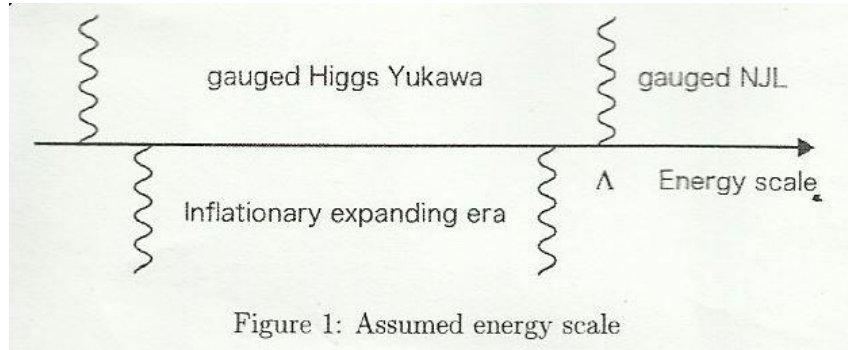 gauged Higgs Yukawa
gauged NJL
Λ
Energy scale
Inflationary expanding era
Figure 1: Assumed energy scale